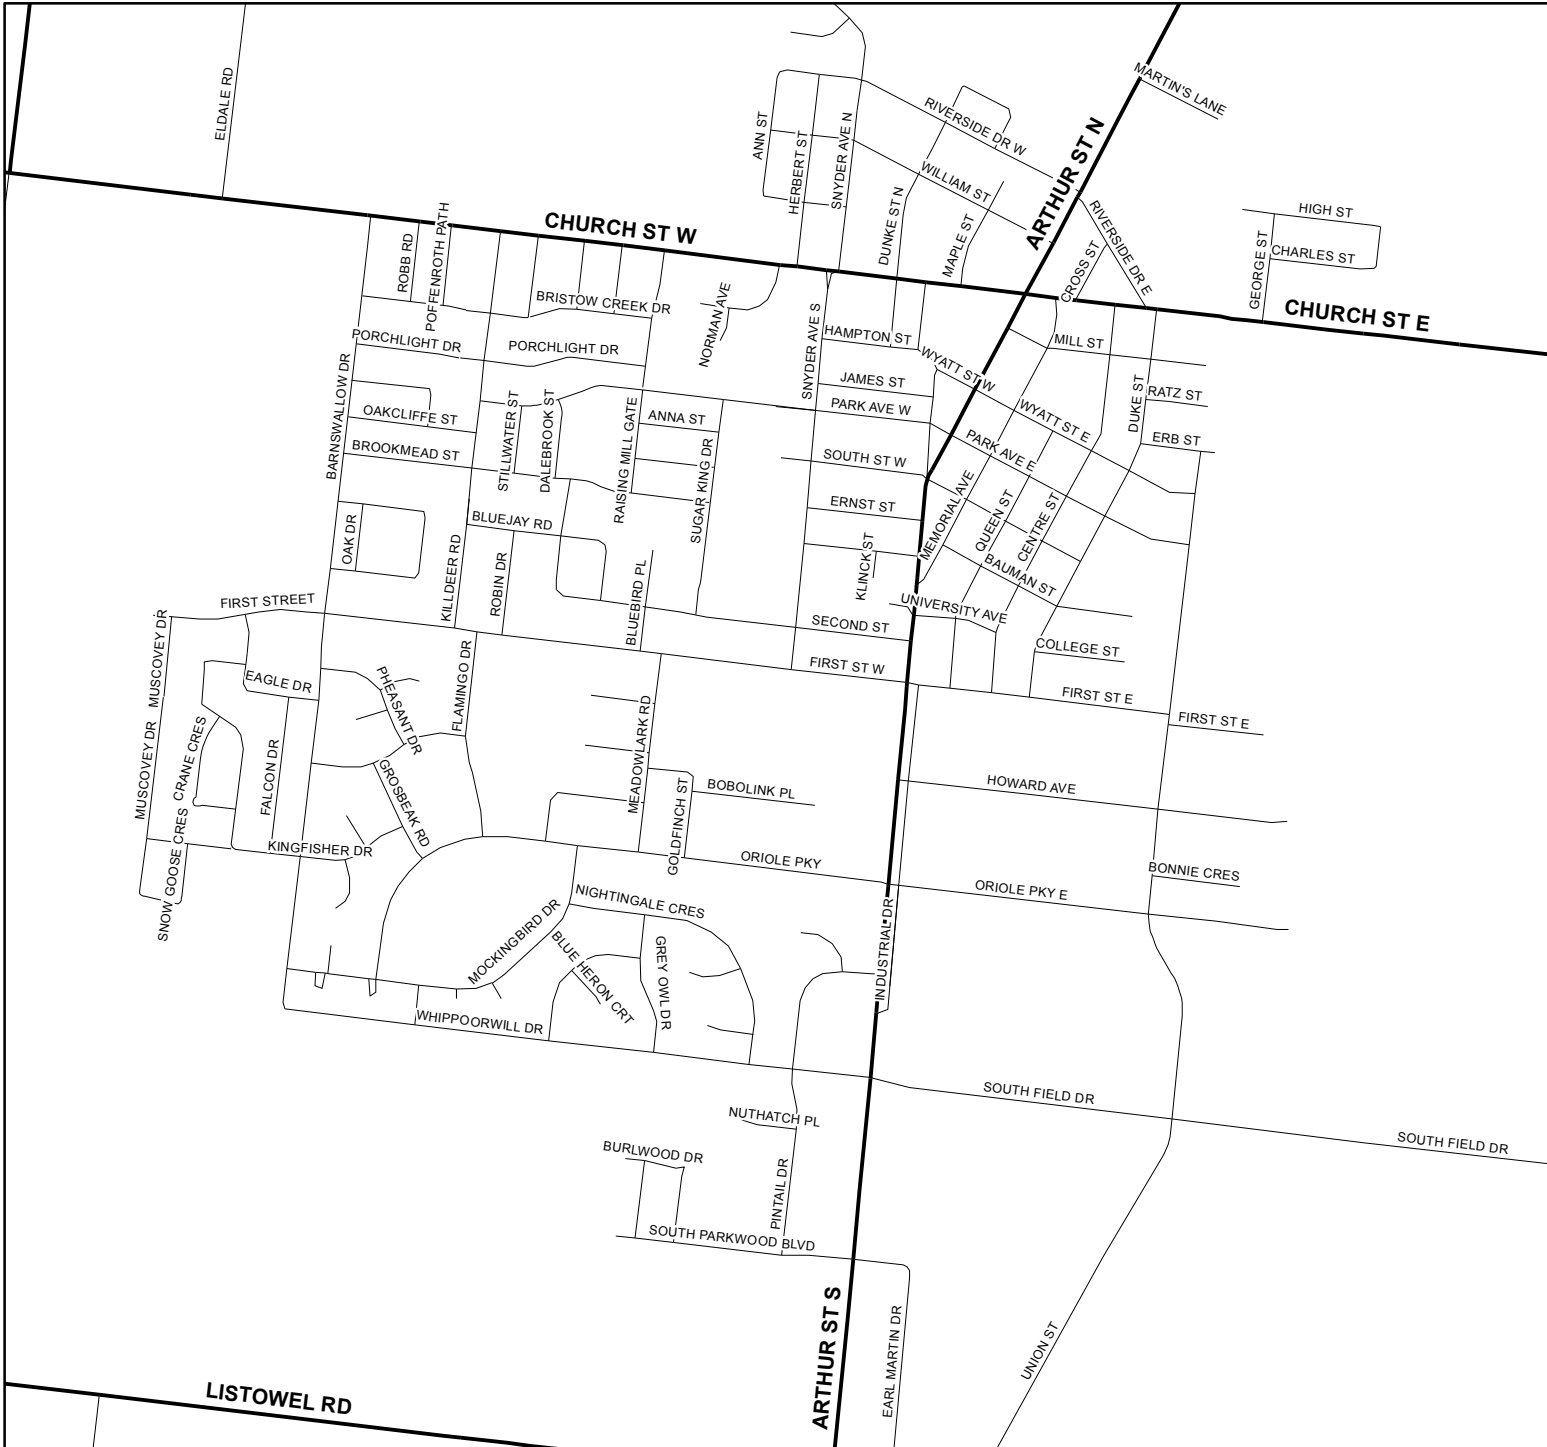 MARTIN'S LANE
ELDALE RD
RIVERSIDE DR W
ANN ST
HERBERT ST
SNYDER AVE N
WILLIAM ST
ARTHUR ST N
DUNKE ST N
MAPLE ST
RIVERSIDE DR E
CROSS ST
HIGH ST
CHARLES ST
GEORGE ST
CHURCH ST W
CHURCH ST E
ROBB RD
POFFENROTH PATH
BRISTOW CREEK DR
NORMAN AVE
SNYDER AVE S
HAMPTON ST
PORCHLIGHT DR
PORCHLIGHT DR
WYATT ST W
MILL ST
JAMES ST
PARK AVE W
WYATT ST E
DUKE ST
RATZ ST
BARNSWALLOW DR
OAKCLIFFE ST
STILLWATER ST
DALEBROOK ST
RAISING MILL GATE
ANNA ST
SUGAR KING DR
PARK AVE E
ERB ST
BROOKMEAD ST
SOUTH ST W
MEMORIAL AVE
QUEEN ST
CENTRE ST
ERNST ST
OAK DR
BLUEJAY RD
KILLDEER RD
ROBIN DR
BLUEBIRD PL
KLINCK ST
BAUMAN ST
UNIVERSITY AVE
FIRST STREET
SECOND ST
COLLEGE ST
MUSCOVEY DR
FIRST ST W
FIRST ST E
FIRST ST E
EAGLE DR
PHEASANT DR
FLAMINGO DR
MEADOWLARK RD
MUSCOVEY DR
CRANE CRES
FALCON DR
GROSBEAK RD
GOLDFINCH ST
BOBOLINK PL
HOWARD AVE
SNOW GOOSE CRES
KINGFISHER DR
ORIOLE PKY
ORIOLE PKY E
BONNIE CRES
NIGHTINGALE CRES
MOCKINGBIRD DR
BLUE HERON CRT
GREY OWL DR
INDUSTRIAL DR
WHIPPOORWILL DR
SOUTH FIELD DR
SOUTH FIELD DR
NUTHATCH PL
BURLWOOD DR
PINTAIL DR
SOUTH PARKWOOD BLVD
ARTHUR ST S
EARL MARTIN DR
UNION ST
LISTOWEL RD